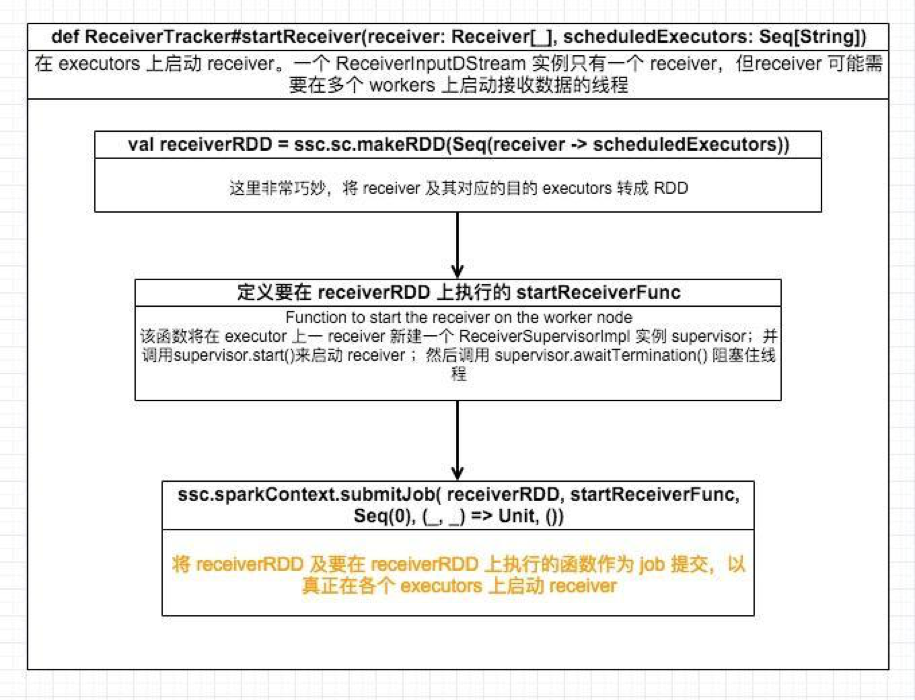 def ReceiverTracker#startReceiver(receiver: Receiver[_], scheduledExecutors: Seq[String])
在 executors 上启动 receiver。一个 ReceiverInputDStream 实例只有一个 receiver，但receiver 可能需
要在多个 workers 上启动接收数据的线程
val receiverRDD = ssc.sc.makeRDD(Seq(receiver -> scheduledExecutors))
这里非常巧妙，将 receiver 及其对应的目的 executors 转成 RDD
定义要在 receiverRDD 上执行的 startReceiverFunc
Function to start the receiver on the worker node
该函数将在 executor 上一 receiver 新建一个 ReceiverSupervisorImpl 实例 supervisor；并
调用supervisor.start()来启动 receiver ；然后调用 supervisor.awaitTermination() 阻塞住线
程
ssc.sparkContext.submitJob( receiverRDD, startReceiverFunc,
Seq(0), (_, _) => Unit, ())
将 receiverRDD 及要在 receiverRDD 上执行的函数作为 job 提交，以
真正在各个 executors 上启动 receiver